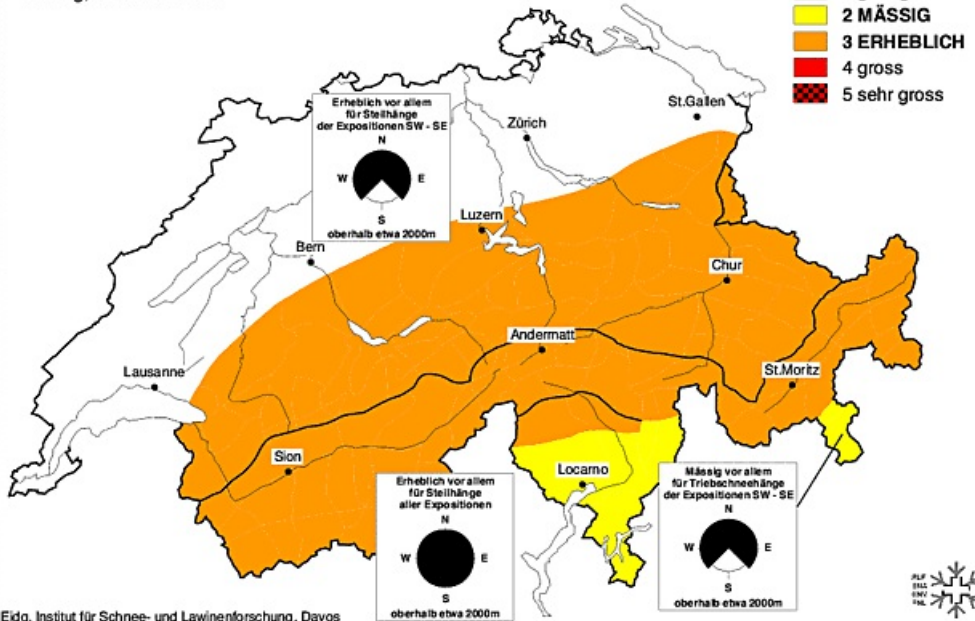 2 MÄSSIG
3 ERHEBLICH
4 gross
5 sehr gross
Erheblich vor allem
für Steilhänge
der Expositionen SW - SE
N
W E
S
oberhalb etwa 2000m
St.Gallen
Zürich
Luzern
Bern
Chur
Andermatt
Lausanne
St.Moritz
Sion
Locarno
Erheblich vor allem
für Steilhänge
aller Expositionen
N
W E
S
oberhalb etwa 2000m
Mässig vor allem
für Triebschneehänge
der Expositionen SW - SE
N
W E
S
oberhalb etwa 2000m
Eidg. Institut für Schnee- und Lawinenforschung, Davos